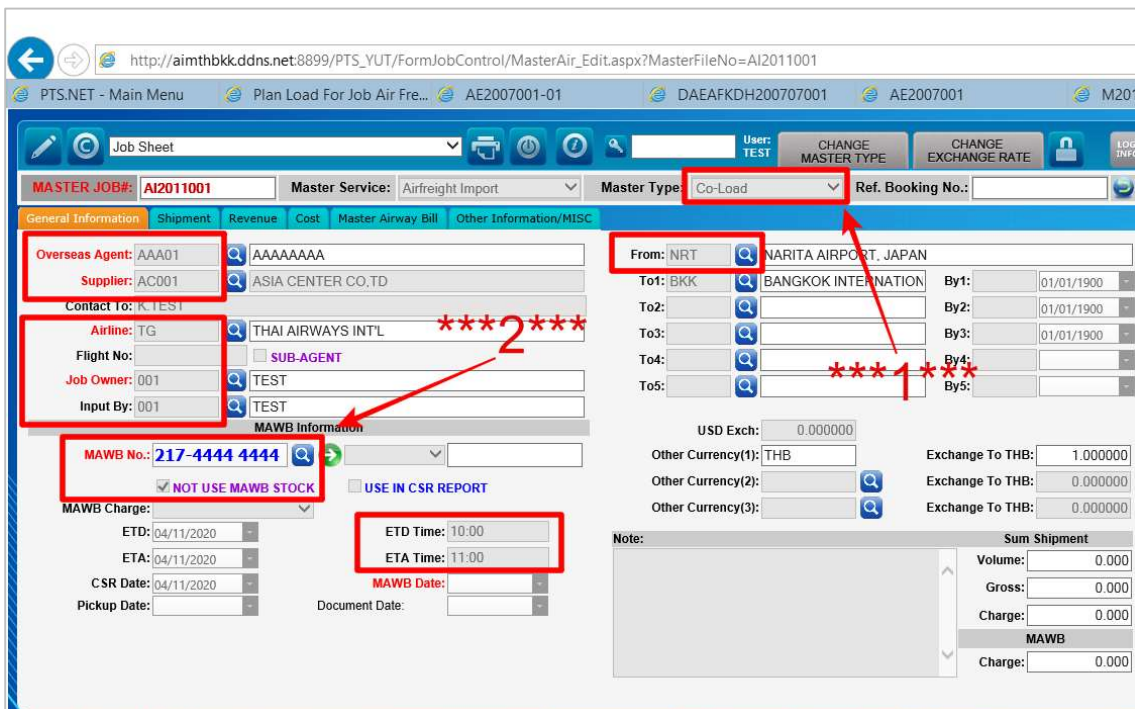 http://aimthbkk.ddns.net:8899/PTS_YUT/FormJobControl/MasterAir_Edit.aspx?MasterFileNo=AI2011001
PTS.NET - Main Menu Plan Load For Job Air Fre... AE2007001-01 DAEAFKDH200707001 AE2007001 M201
Job Sheet User: TEST CHANGE MASTER TYPE CHANGE EXCHANGE RATE LOG INFO
MASTER JOB#: AI2011001 Master Service: Airfreight Import Master Type: Co-Load Ref. Booking No.:
General Information Shipment Revenue Cost Master Airway Bill Other Information/MISC
Overseas Agent: AAA01 AAAAAAAA From: NRT NARITA AIRPORT, JAPAN
Supplier: AC001 ASIA CENTER CO,TD To1: BKK BANGKOK INTERNATION By1: 01/01/1900
Contact To: K.TEST To2: By2: 01/01/1900
Airline: TG THAI AIRWAYS INT'L ***2*** To3: By3: 01/01/1900
Flight No: SUB-AGENT To4: ***1*** By4:
Job Owner: 001 TEST To5: By5:
Input By: 001 TEST
MAWB Information USD Exch: 0.000000
MAWB No.: 217-4444 4444 Other Currency(1): THB Exchange To THB: 1.000000
NOT USE MAWB STOCK USE IN CSR REPORT Other Currency(2): Exchange To THB: 0.000000
MAWB Charge: Other Currency(3): Exchange To THB: 0.000000
ETD: 04/11/2020 ETD Time: 10:00 Note: Sum Shipment
ETA: 04/11/2020 ETA Time: 11:00 Volume: 0.000
CSR Date: 04/11/2020 MAWB Date: Gross: 0.000
Pickup Date: Document Date: Charge: 0.000
MAWB
Charge: 0.000